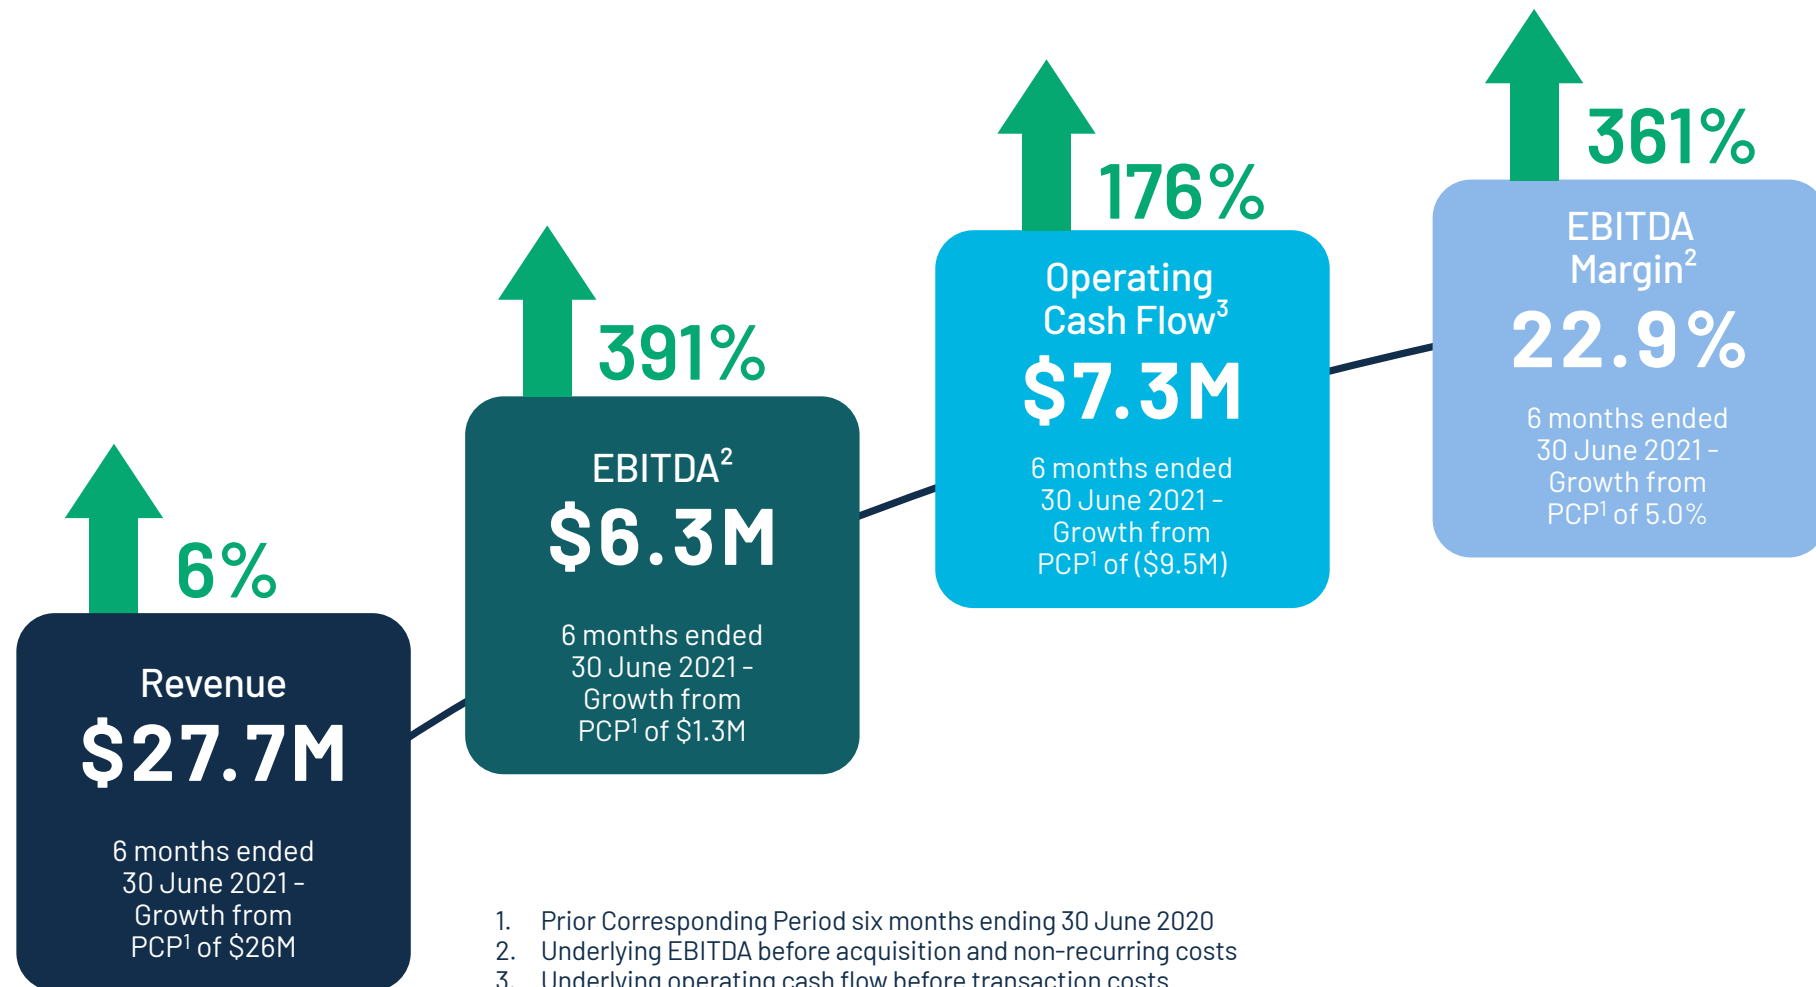 6%
Revenue
$27.7M
6 months ended
30 June 2021 -
Growth from
PCP¹ of $26M
391%
EBITDA²
$6.3M
6 months ended
30 June 2021 -
Growth from
PCP¹ of $1.3M
176%
Operating
Cash Flow³
$7.3M
6 months ended
30 June 2021 -
Growth from
PCP¹ of ($9.5M)
361%
EBITDA
Margin²
22.9%
6 months ended
30 June 2021 -
Growth from
PCP¹ of 5.0%
1. Prior Corresponding Period six months ending 30 June 2020
2. Underlying EBITDA before acquisition and non-recurring costs
3. Underlying operating cash flow before transaction costs